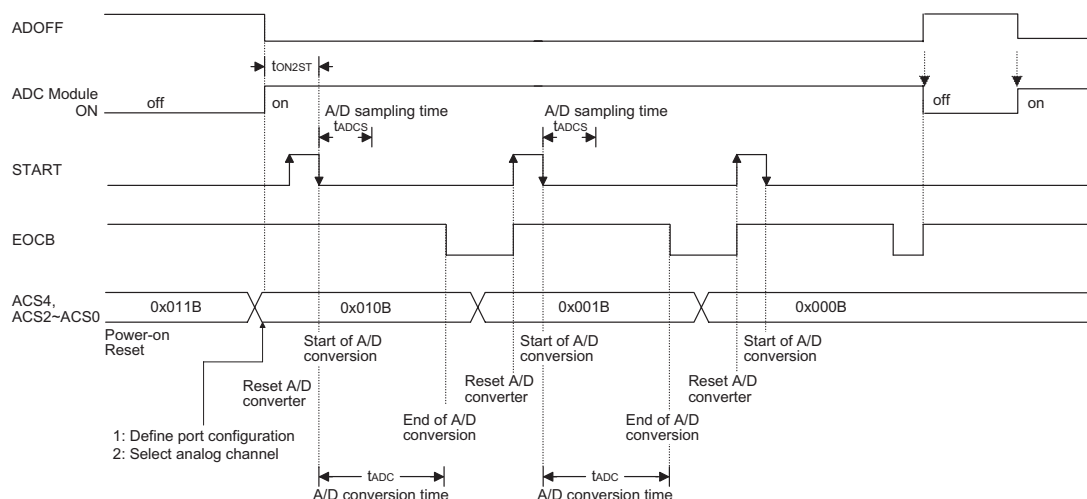 ADOFF
tON2ST
ADC Module
ON
off
on
off
on
A/D sampling time
tADCS
A/D sampling time
tADCS
START
EOCB
ACS4,
ACS2~ACS0
0x011B
0x010B
0x001B
0x000B
Power-on
Reset
Start of A/D
conversion
Start of A/D
conversion
Start of A/D
conversion
Reset A/D
converter
Reset A/D
converter
Reset A/D
converter
End of A/D
conversion
End of A/D
conversion
1: Define port configuration
2: Select analog channel
tADC
A/D conversion time
tADC
A/D conversion time